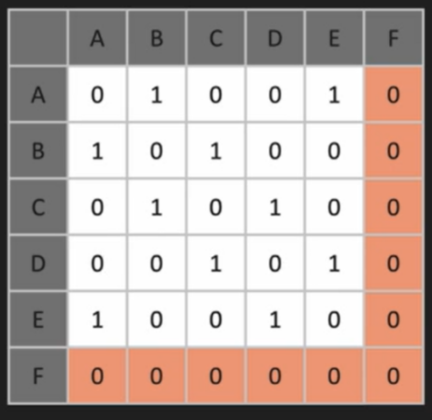 A B C D E F
A 0 1 0 0 1 0
B 1 0 1 0 0 0
C 0 1 0 1 0 0
D 0 0 1 0 1 0
E 1 0 0 1 0 0
F 0 0 0 0 0 0